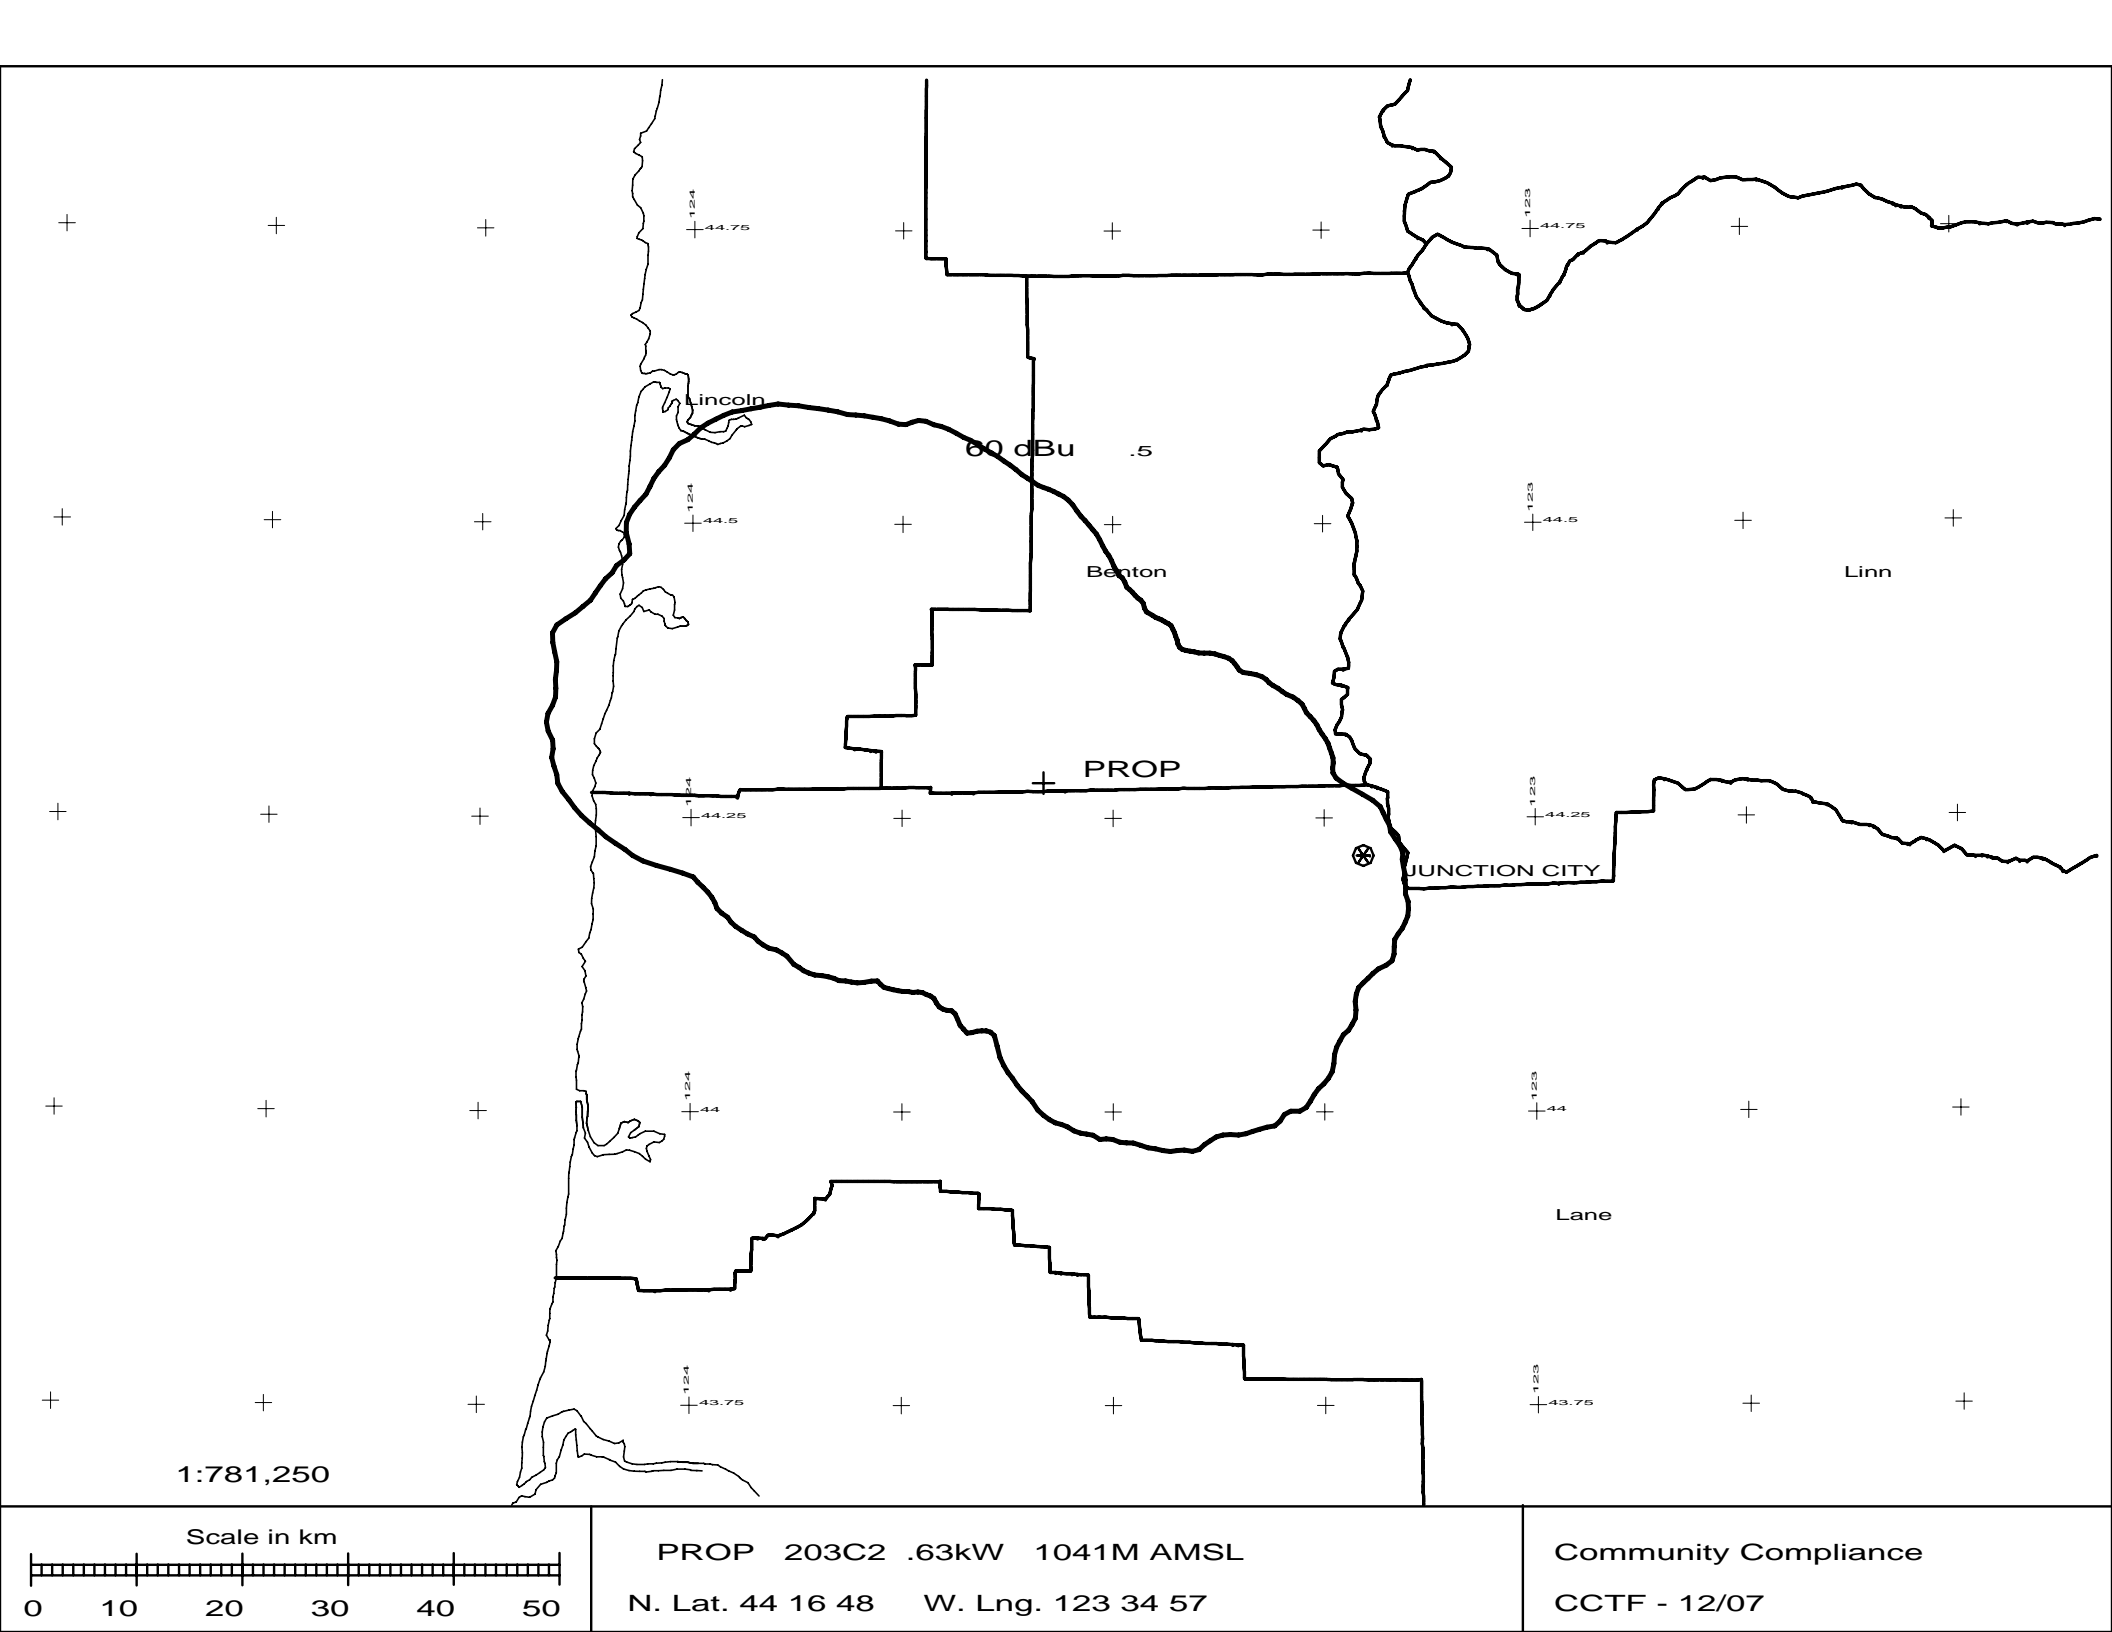 124
44.75
123
44.75
Lincoln
60 dBu .5
124
44.5
123
44.5
Benton
Linn
PROP
124
44.25
123
44.25
JUNCTION CITY
124
44
123
44
Lane
124
43.75
123
43.75
1:781,250
Scale in km
0 10 20 30 40 50
PROP 203C2 .63kW 1041M AMSL
N. Lat. 44 16 48 W. Lng. 123 34 57
Community Compliance
CCTF - 12/07